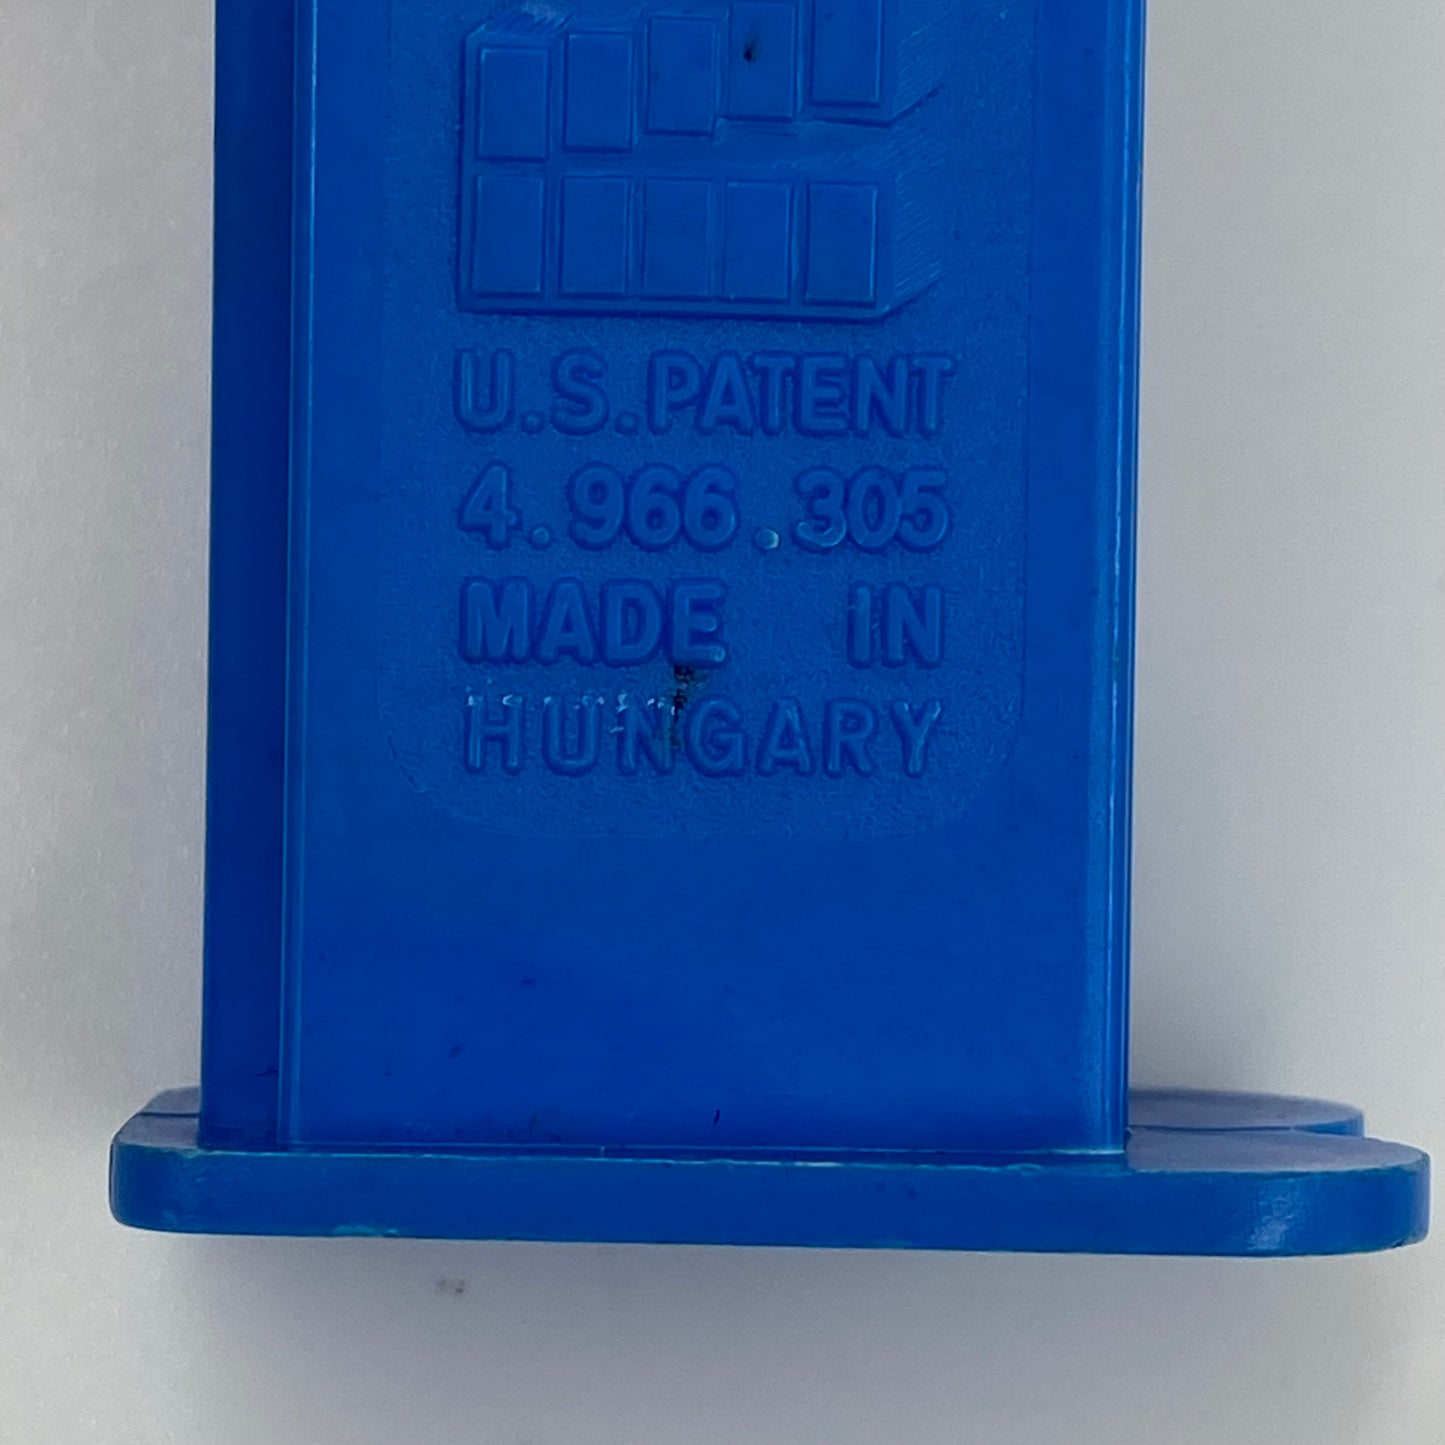 U.S.PATENT
4.966.305
MADE IN
HUNGARY